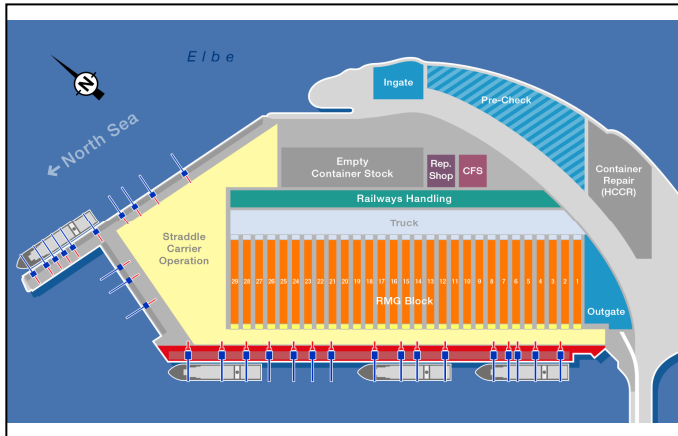 Elbe
N
← North Sea
Ingate
Pre-Check
Empty
Container Stock
Rep.
Shop
CFS
Container
Repair
(HCCR)
Railways Handling
Truck
Straddle
Carrier
Operation
29 28 27 26 25 24 23 22 21 20 19 18 17 16 15 14 13 12 11 10 9 8 7 6 5 4 3 2 1
RMG Block
Outgate